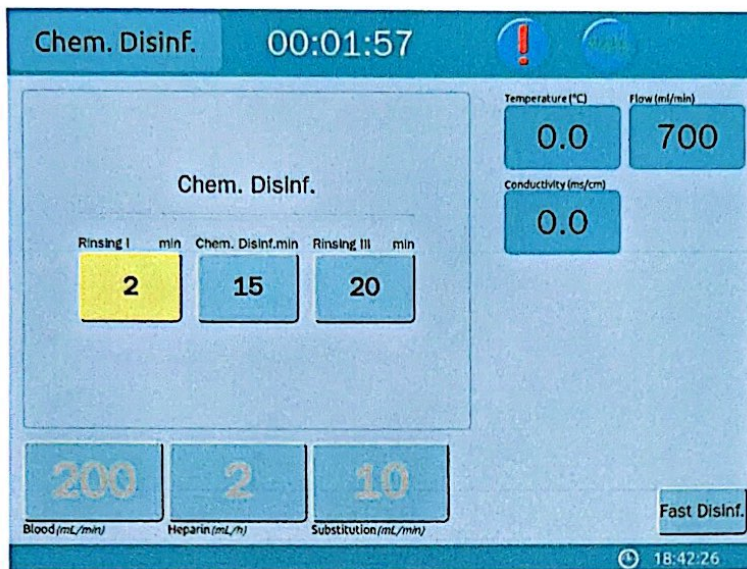 Chem. Disinf. 00:01:57
Temperature (°C) Flow (ml/min)
0.0 700
Conductivity (ms/cm)
0.0
Chem. Disinf.
Rinsing I min Chem. Disinf.min Rinsing III min
2 15 20
200 2 10
Blood (mL/min) Heparin (mL/h) Substitution (mL/min)
Fast Disinf.
18:42:26